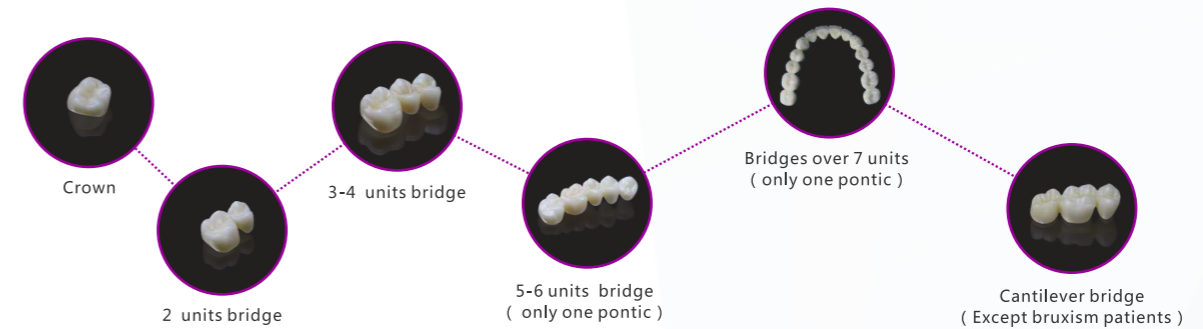 Crown
2 units bridge
3-4 units bridge
5-6 units bridge
( only one pontic )
Bridges over 7 units
( only one pontic )
Cantilever bridge
( Except bruxism patients )